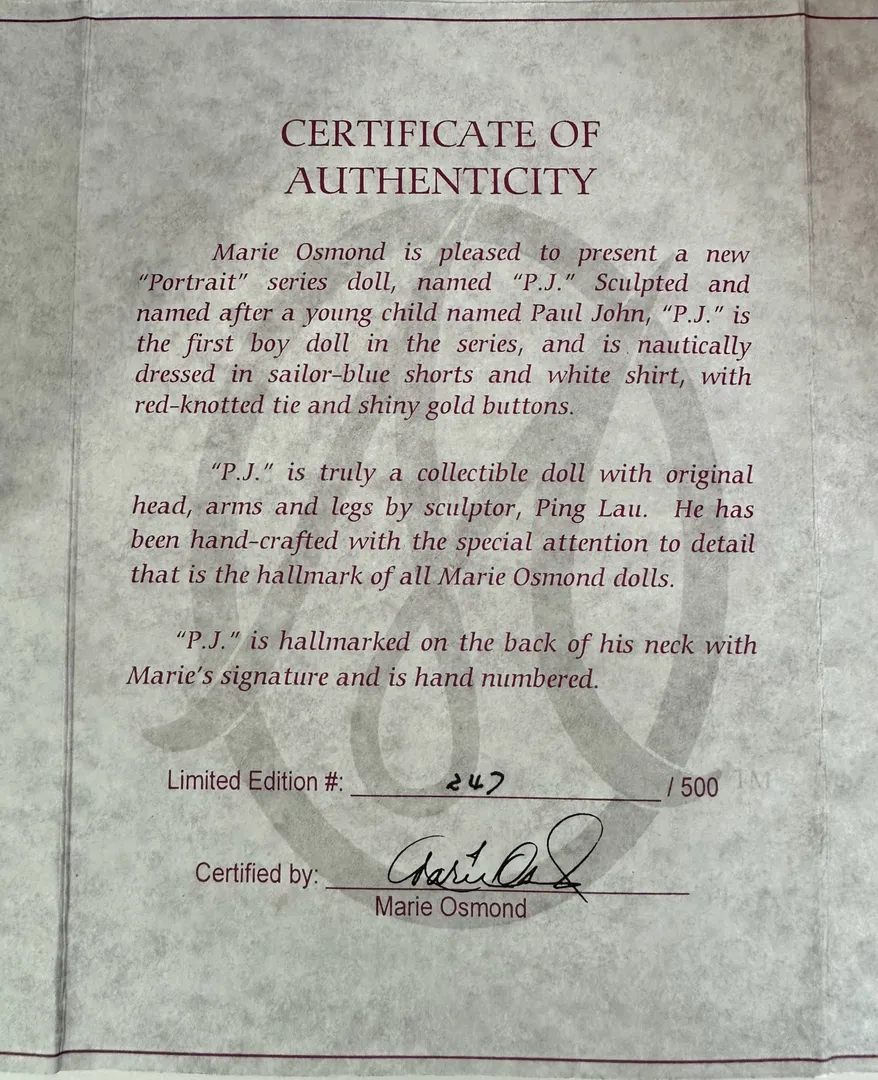 CERTIFICATE OF
AUTHENTICITY
Marie Osmond is pleased to present a new
“Portrait” series doll, named “P.J.” Sculpted and
named after a young child named Paul John, “P.J.” is
the first boy doll in the series, and is nautically
dressed in sailor-blue shorts and white shirt, with
red-knotted tie and shiny gold buttons.
“P.J.” is truly a collectible doll with original
head, arms and legs by sculptor, Ping Lau. He has
been hand-crafted with the special attention to detail
that is the hallmark of all Marie Osmond dolls.
“P.J.” is hallmarked on the back of his neck with
Marie’s signature and is hand numbered.
Limited Edition #: 247 / 500
Certified by: Marie Os
Marie Osmond